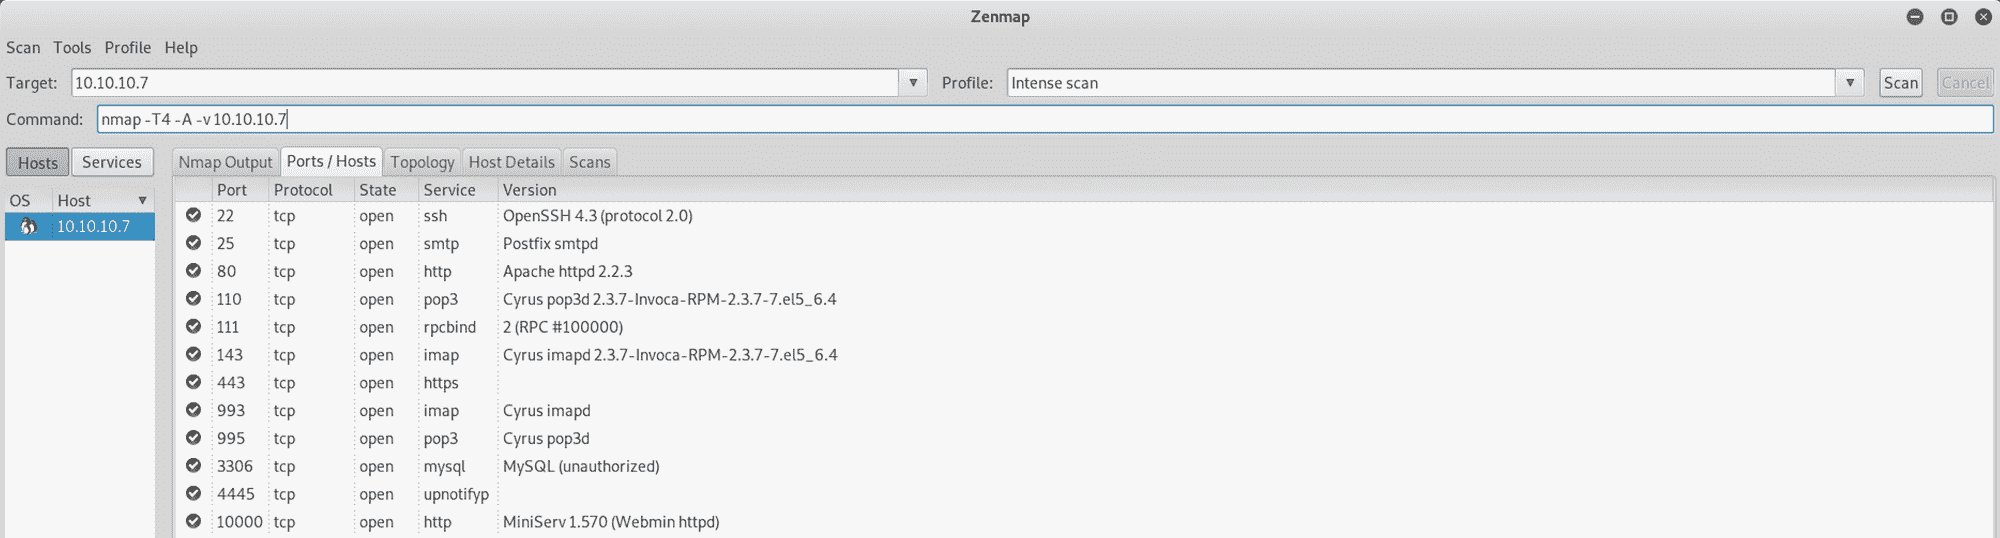 Zenmap
Scan Tools Profile Help
Target: 10.10.10.7 Profile: Intense scan Scan Cancel
Command: nmap -T4 -A -v 10.10.10.7
Hosts Services Nmap Output Ports / Hosts Topology Host Details Scans
OS Host Port Protocol State Service Version
10.10.10.7
22 tcp open ssh OpenSSH 4.3 (protocol 2.0)
25 tcp open smtp Postfix smtpd
80 tcp open http Apache httpd 2.2.3
110 tcp open pop3 Cyrus pop3d 2.3.7-Invoca-RPM-2.3.7-7.el5_6.4
111 tcp open rpcbind 2 (RPC #100000)
143 tcp open imap Cyrus imapd 2.3.7-Invoca-RPM-2.3.7-7.el5_6.4
443 tcp open https
993 tcp open imap Cyrus imapd
995 tcp open pop3 Cyrus pop3d
3306 tcp open mysql MySQL (unauthorized)
4445 tcp open upnotifyp
10000 tcp open http MiniServ 1.570 (Webmin httpd)